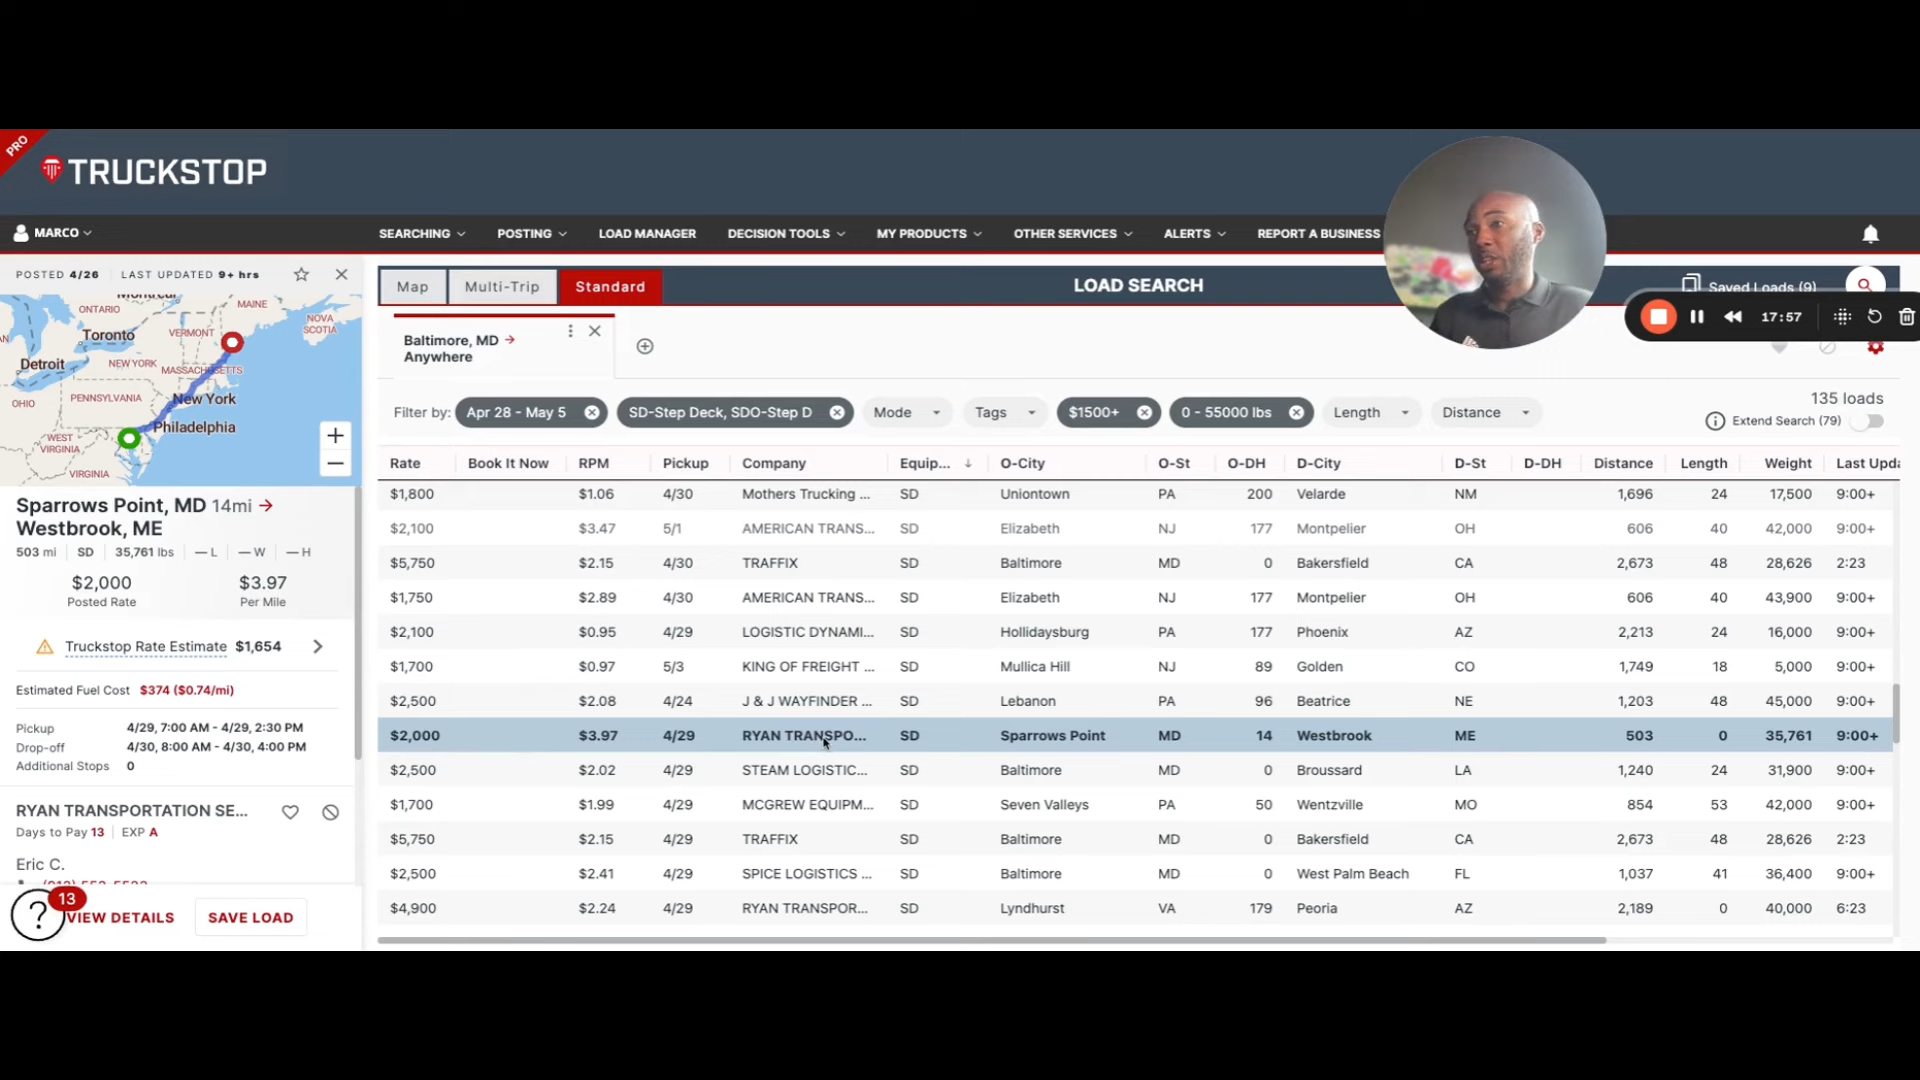 PRO
TRUCKSTOP
MARCO
SEARCHING
POSTING
LOAD MANAGER
DECISION TOOLS
MY PRODUCTS
OTHER SERVICES
ALERTS
REPORT A BUSINESS
POSTED 4/26 LAST UPDATED 9+ hrs
Map
Multi-Trip
Standard
LOAD SEARCH
Saved Loads (9)
17:57
Baltimore, MD
Anywhere
Filter by:
Apr 28 - May 5
SD-Step Deck, SDO-Step D
Mode
Tags
$1500+
0 - 55000 lbs
Length
Distance
135 loads
Extend Search (79)
Montreal
MAINE
ONTARIO
NOVA
SCOTIA
Toronto
VERMONT
Detroit
NEW YORK
MASSACHUSETTS
OHIO
PENNSYLVANIA
New York
Philadelphia
WEST
VIRGINIA
VIRGINIA
Sparrows Point, MD 14mi
Westbrook, ME
503 mi SD 35,761 lbs — L — W — H
$2,000 $3.97
Posted Rate Per Mile
Truckstop Rate Estimate $1,654
Estimated Fuel Cost $374 ($0.74/mi)
Pickup 4/29, 7:00 AM - 4/29, 2:30 PM
Drop-off 4/30, 8:00 AM - 4/30, 4:00 PM
Additional Stops 0
RYAN TRANSPORTATION SE...
Days to Pay 13 EXP A
Eric C.
13
?
VIEW DETAILS
SAVE LOAD
Rate Book It Now RPM Pickup Company Equip... O-City O-St O-DH D-City D-St D-DH Distance Length Weight Last Upda
$1,800 $1.06 4/30 Mothers Trucking ... SD Uniontown PA 200 Velarde NM 1,696 24 17,500 9:00+
$2,100 $3.47 5/1 AMERICAN TRANS... SD Elizabeth NJ 177 Montpelier OH 606 40 42,000 9:00+
$5,750 $2.15 4/30 TRAFFIX SD Baltimore MD 0 Bakersfield CA 2,673 48 28,626 2:23
$1,750 $2.89 4/30 AMERICAN TRANS... SD Elizabeth NJ 177 Montpelier OH 606 40 43,900 9:00+
$2,100 $0.95 4/29 LOGISTIC DYNAMI... SD Hollidaysburg PA 177 Phoenix AZ 2,213 24 16,000 9:00+
$1,700 $0.97 5/3 KING OF FREIGHT ... SD Mullica Hill NJ 89 Golden CO 1,749 18 5,000 9:00+
$2,500 $2.08 4/24 J & J WAYFINDER ... SD Lebanon PA 96 Beatrice NE 1,203 48 45,000 9:00+
$2,000 $3.97 4/29 RYAN TRANSPO... SD Sparrows Point MD 14 Westbrook ME 503 0 35,761 9:00+
$2,500 $2.02 4/29 STEAM LOGISTIC... SD Baltimore MD 0 Broussard LA 1,240 24 31,900 9:00+
$1,700 $1.99 4/29 MCGREW EQUIPM... SD Seven Valleys PA 50 Wentzville MO 854 53 42,000 9:00+
$5,750 $2.15 4/29 TRAFFIX SD Baltimore MD 0 Bakersfield CA 2,673 48 28,626 2:23
$2,500 $2.41 4/29 SPICE LOGISTICS ... SD Baltimore MD 0 West Palm Beach FL 1,037 41 36,400 9:00+
$4,900 $2.24 4/29 RYAN TRANSPOR... SD Lyndhurst VA 179 Peoria AZ 2,189 0 40,000 6:23